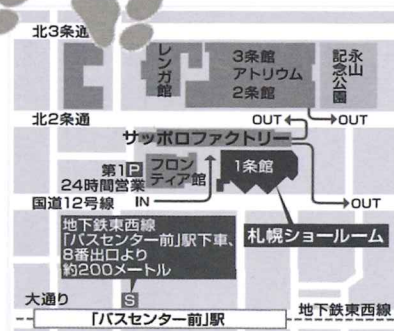 北3条通
レンガ館
3条館
アトリウム
2条館
永山
記念公園
北2条通
OUT
OUT
サッポロファクトリー
第1P
24時間営業
フロン
ティア館
1条館
国道12号線
IN
OUT
地下鉄東西線
「バスセンター前」駅下車、
8番出口より
約200メートル
札幌ショールーム
大通り
S
「バスセンター前」駅
地下鉄東西線